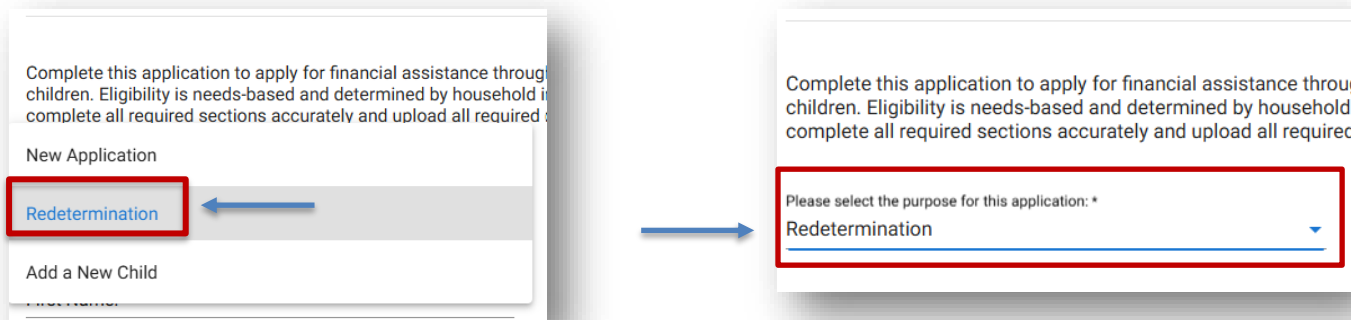 Complete this application to apply for financial assistance
children. Eligibility is needs-based and determined by household
complete all required sections accurately and upload all required
New Application
Redetermination
Add a New Child
First Name:
Complete this application to apply for financial assistance
children. Eligibility is needs-based and determined by household
complete all required sections accurately and upload all
Please select the purpose for this application: *
Redetermination